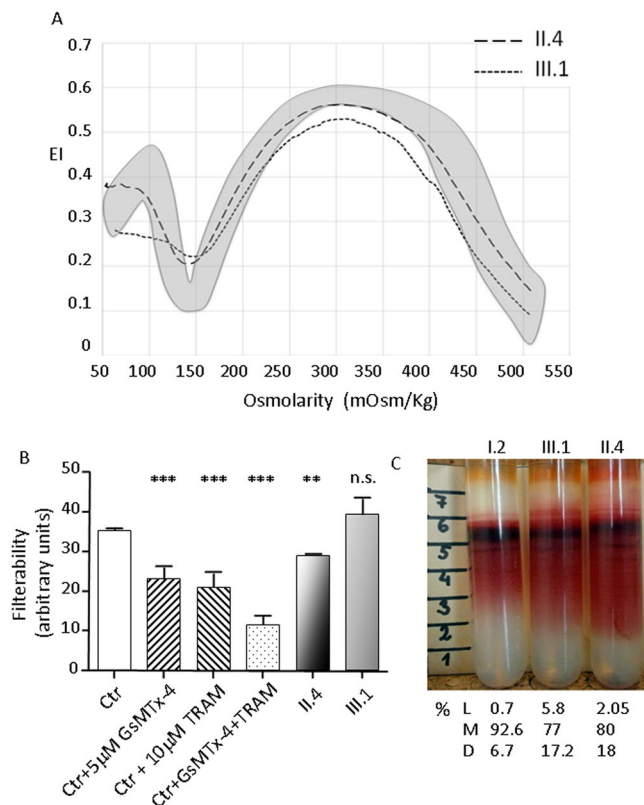 A
II.4
III.1
0.7
0.6
0.5
EI
0.4
0.3
0.2
0.1
0
50 100 150 200 250 300 350 400 450 500 550
Osmolarity (mOsm/Kg)
B
Filterability
(arbitrary units)
50
40
30
20
10
0
*** *** *** ** n.s.
Ctr
Ctr+5µM GsMTx-4
Ctr + 10µM TRAM
Ctr+GsMTx-4+TRAM
II.4
III.1
C
I.2 III.1 II.4
7
6
5
4
3
2
1
% L 0.7 5.8 2.05
M 92.6 77 80
D 6.7 17.2 18